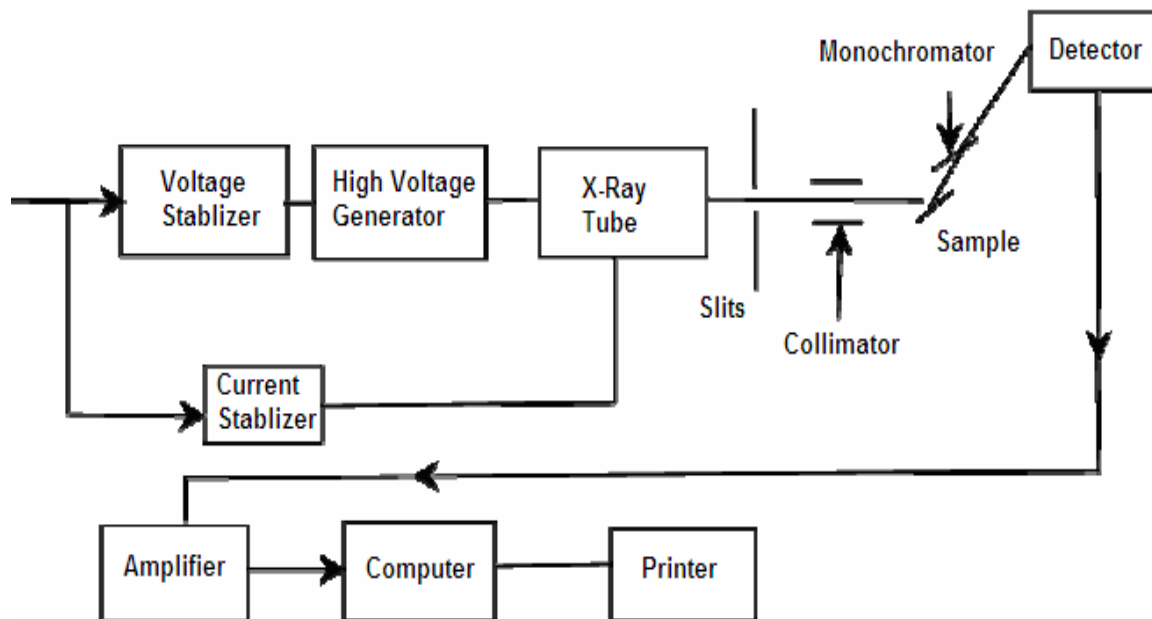 Monochromator
Detector
Voltage
Stablizer
High Voltage
Generator
X-Ray
Tube
Sample
Slits
Collimator
Current
Stablizer
Amplifier
Computer
Printer